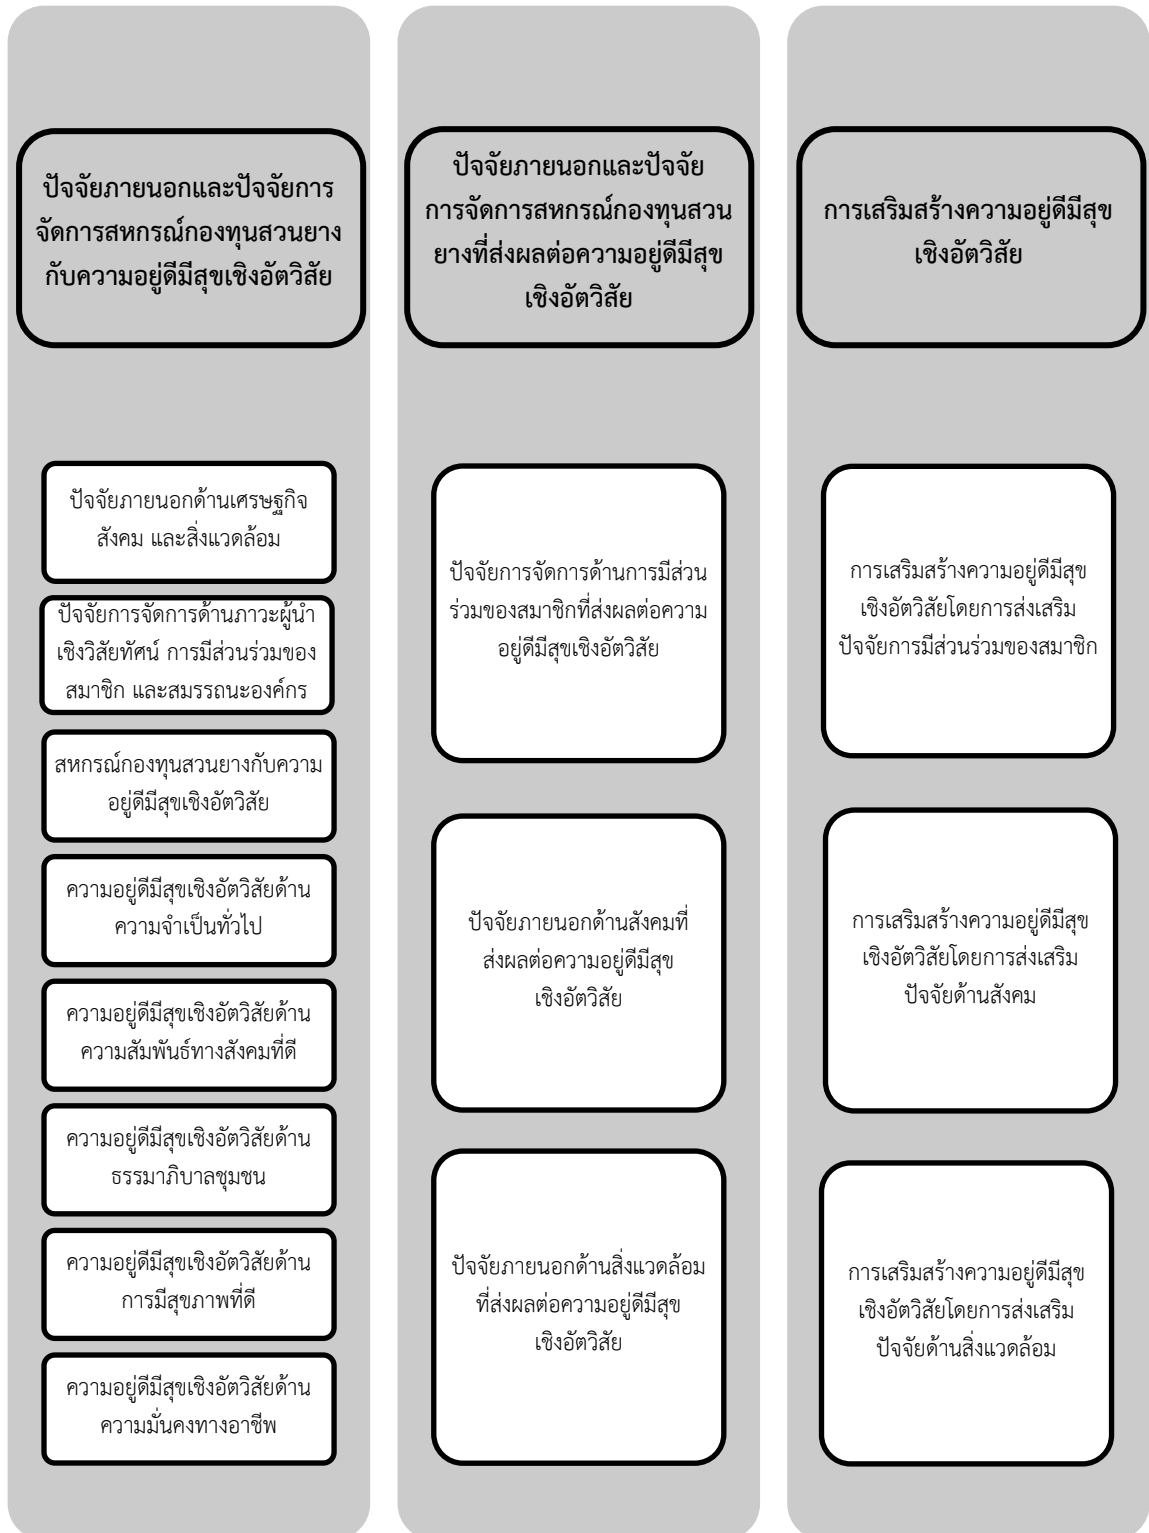 ปัจจัยภายนอกและปัจจัยการ
จัดการสหกรณ์กองทุนสวนยาง
กับความอยู่ดีมีสุขเชิงอัตวิสัย
ปัจจัยภายนอกด้านเศรษฐกิจ
สังคม และสิ่งแวดล้อม
ปัจจัยการจัดการด้านภาวะผู้นำ
เชิงวิสัยทัศน์ การมีส่วนร่วมของ
สมาชิก และสมรรถนะองค์กร
สหกรณ์กองทุนสวนยางกับความ
อยู่ดีมีสุขเชิงอัตวิสัย
ความอยู่ดีมีสุขเชิงอัตวิสัยด้าน
ความจำเป็นทั่วไป
ความอยู่ดีมีสุขเชิงอัตวิสัยด้าน
ความสัมพันธ์ทางสังคมที่ดี
ความอยู่ดีมีสุขเชิงอัตวิสัยด้าน
ธรรมาภิบาลชุมชน
ความอยู่ดีมีสุขเชิงอัตวิสัยด้าน
การมีสุขภาพที่ดี
ความอยู่ดีมีสุขเชิงอัตวิสัยด้าน
ความมั่นคงทางอาชีพ
ปัจจัยภายนอกและปัจจัย
การจัดการสหกรณ์กองทุนสวน
ยางที่ส่งผลต่อความอยู่ดีมีสุข
เชิงอัตวิสัย
ปัจจัยการจัดการด้านการมีส่วน
ร่วมของสมาชิกที่ส่งผลต่อความ
อยู่ดีมีสุขเชิงอัตวิสัย
ปัจจัยภายนอกด้านสังคมที่
ส่งผลต่อความอยู่ดีมีสุข
เชิงอัตวิสัย
ปัจจัยภายนอกด้านสิ่งแวดล้อม
ที่ส่งผลต่อความอยู่ดีมีสุข
เชิงอัตวิสัย
การเสริมสร้างความอยู่ดีมีสุข
เชิงอัตวิสัย
การเสริมสร้างความอยู่ดีมีสุข
เชิงอัตวิสัยโดยการส่งเสริม
ปัจจัยการมีส่วนร่วมของสมาชิก
การเสริมสร้างความอยู่ดีมีสุข
เชิงอัตวิสัยโดยการส่งเสริม
ปัจจัยด้านสังคม
การเสริมสร้างความอยู่ดีมีสุข
เชิงอัตวิสัยโดยการส่งเสริม
ปัจจัยด้านสิ่งแวดล้อม